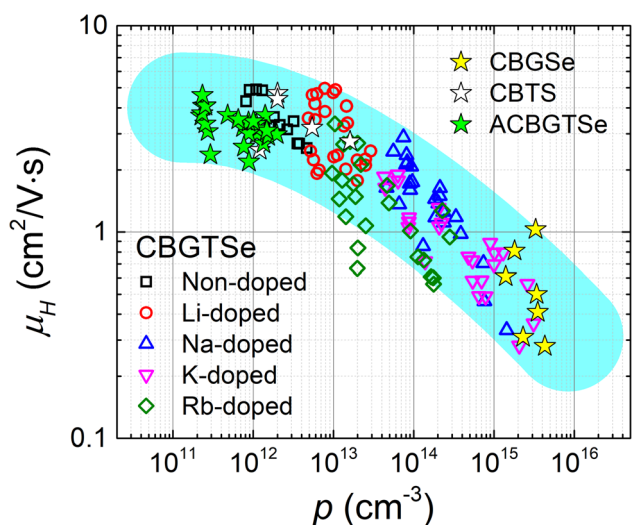 10
CBGSe
CBTS
ACBGTSe
μH (cm²/V·s)
1
CBGTSe
Non-doped
Li-doped
Na-doped
K-doped
Rb-doped
0.1
10¹¹ 10¹² 10¹³ 10¹⁴ 10¹⁵ 10¹⁶
p (cm⁻³)